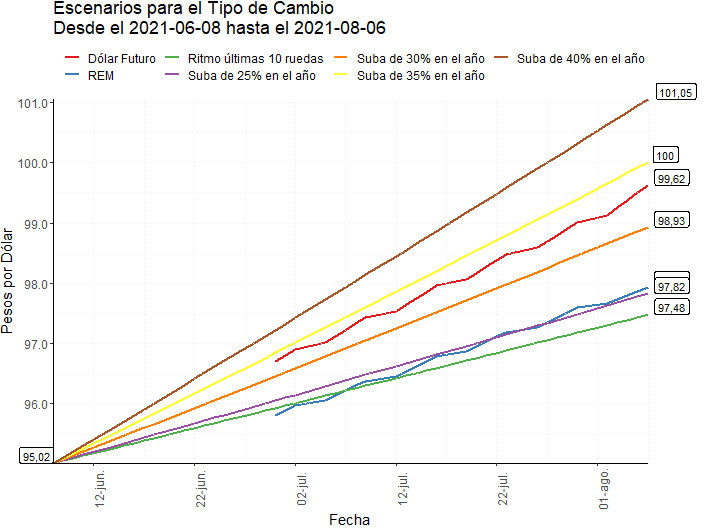 Escenarios para el Tipo de Cambio
Desde el 2021-06-08 hasta el 2021-08-06
Dólar Futuro
Ritmo últimas 10 ruedas
Suba de 30% en el año
Suba de 40% en el año
REM
Suba de 25% en el año
Suba de 35% en el año
101.0
100.0
99.0
98.0
97.0
96.0
Pesos por Dólar
101,05
100
99,62
98,93
97,82
97,48
95,02
12-jun.
22-jun.
02-jul.
12-jul.
22-jul.
01-ago.
Fecha